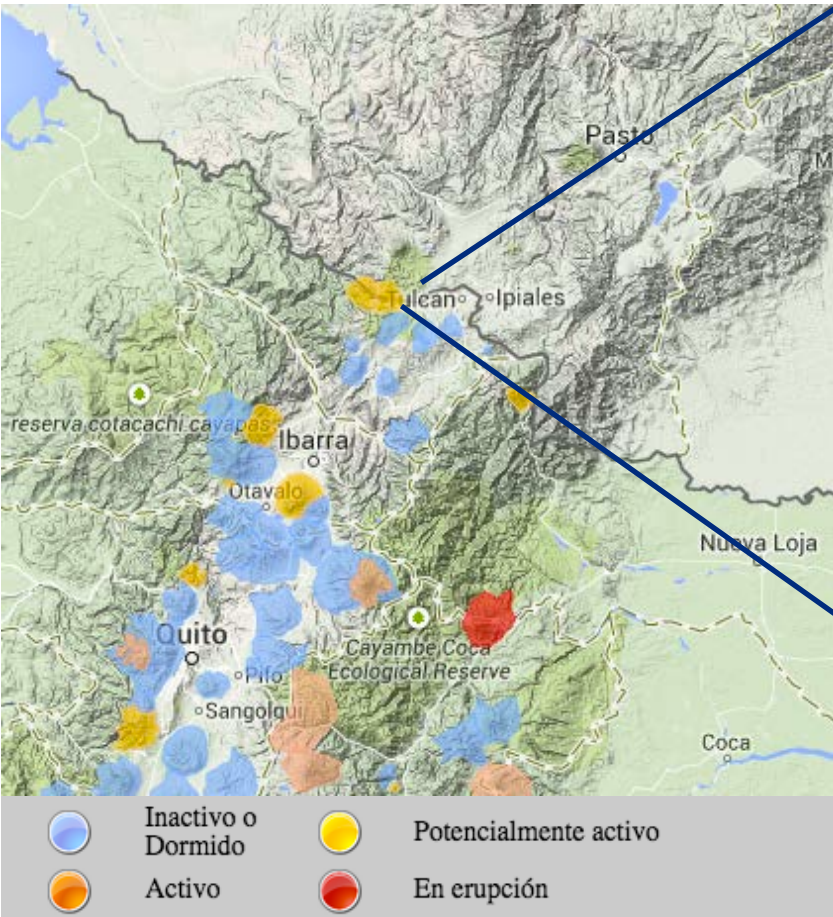 Pasto
M
Tulcan
Ipiales
reserva cotacachi cayapas
Ibarra
Otavalo
Nueva Loja
Quito
Cayambe Coca
Ecological Reserve
Pifo
Sangolqui
Coca
Inactivo o
Dormido
Potencialmente activo
Activo
En erupción